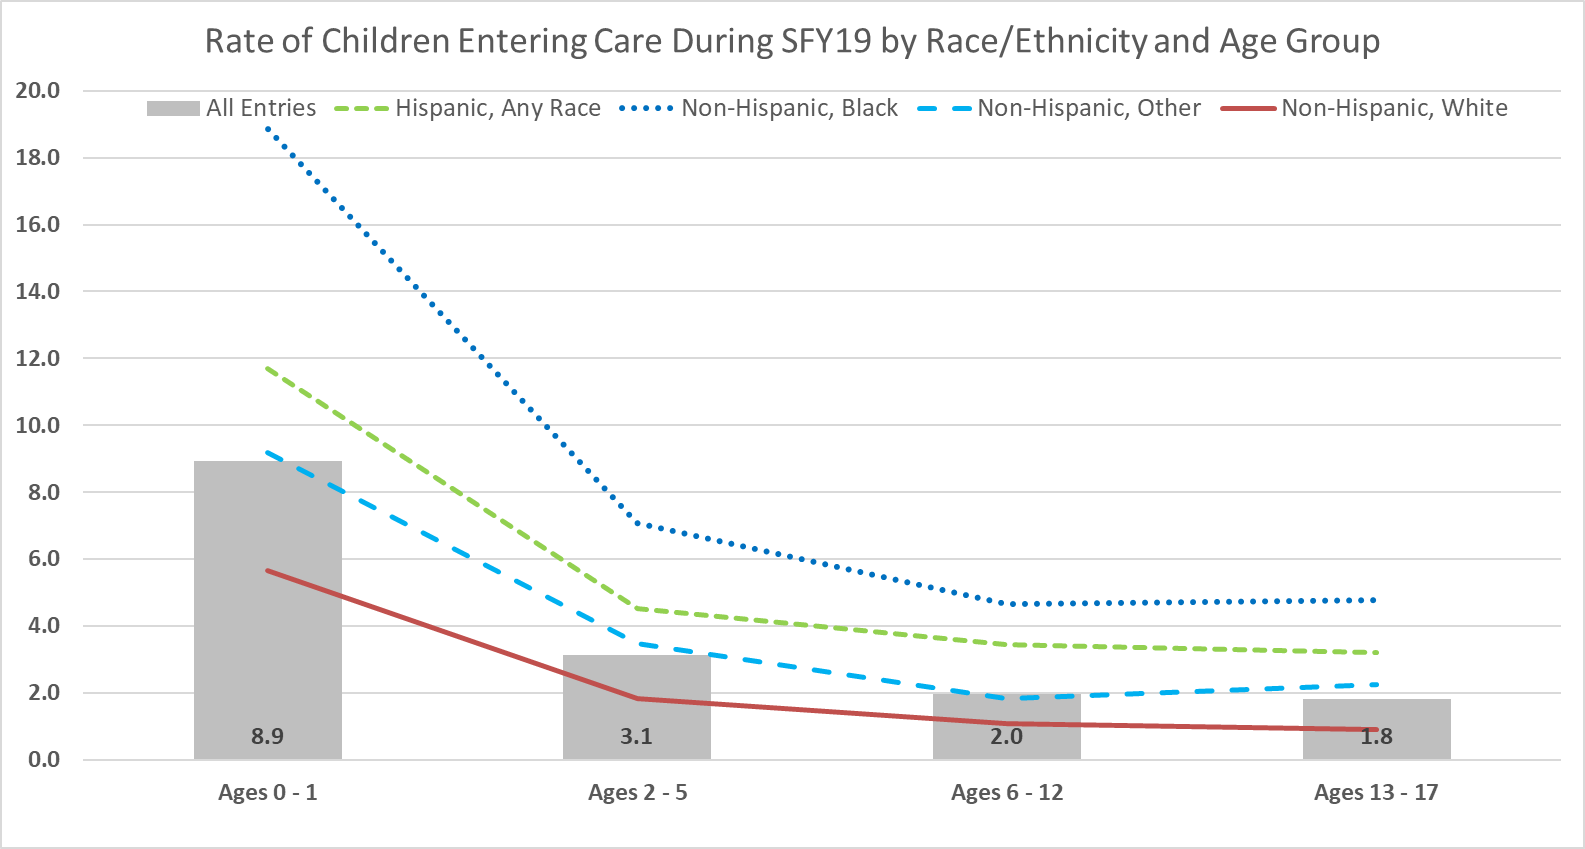 Rate of Children Entering Care During SFY19 by Race/Ethnicity and Age Group
20.0
All Entries Hispanic, Any Race Non-Hispanic, Black Non-Hispanic, Other Non-Hispanic, White
18.0
16.0
14.0
12.0
10.0
8.0
6.0
4.0
2.0
8.9 3.1 2.0 1.8
0.0
Ages 0 - 1 Ages 2 - 5 Ages 6 - 12 Ages 13 - 17